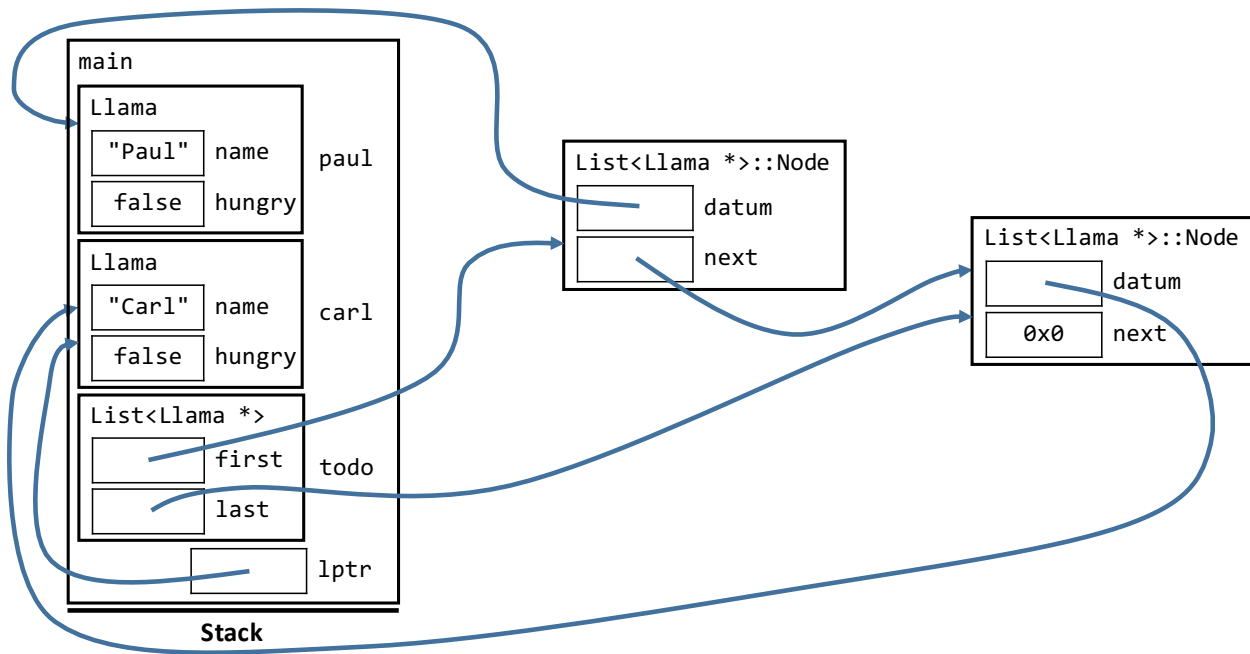 main
Llama
"Paul" name
paul
false hungry
Llama
"Carl" name
carl
false hungry
List<Llama *>
first
todo
last
lptr
Stack
List<Llama *>::Node
datum
next
List<Llama *>::Node
datum
0x0 next